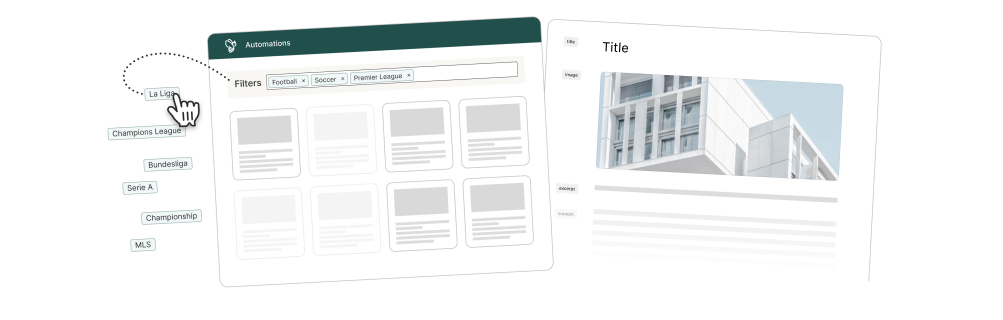 Automations
Filters
Football ×
Soccer ×
Premier League ×
La Liga
Champions League
Bundesliga
Serie A
Championship
MLS
title
Title
image
excerpt
content